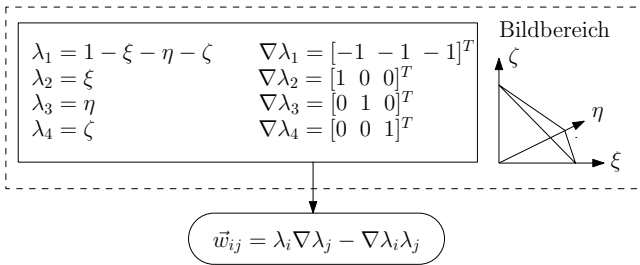 Bildbereich
λ₁ = 1 − ξ − η − ζ ∇λ₁ = [−1 −1 −1]ᵀ
λ₂ = ξ ∇λ₂ = [1 0 0]ᵀ
λ₃ = η ∇λ₃ = [0 1 0]ᵀ
λ₄ = ζ ∇λ₄ = [0 0 1]ᵀ
ζ
η
ξ
w⃗ᵢⱼ = λᵢ∇λⱼ − ∇λᵢλⱼ